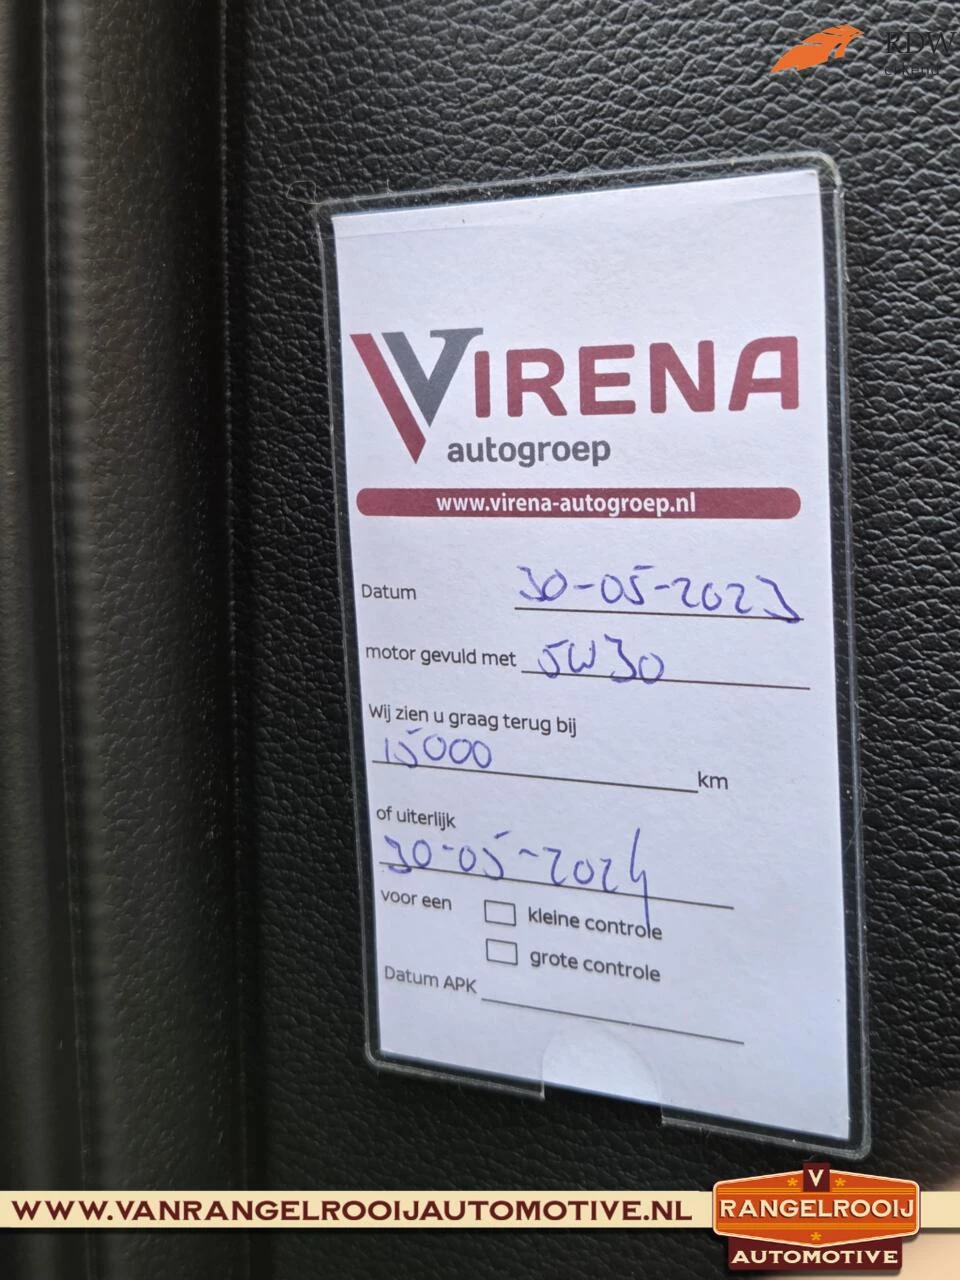 RDW
erkend
VIRENA
autogroep
www.virena-autogroep.nl
Datum 30-05-2023
motor gevuld met 5W30
Wij zien u graag terug bij
15000 km
of uiterlijk
30-05-2024
voor een kleine controle
grote controle
Datum APK
WWW.VANRANGELROOIJAUTOMOTIVE.NL
V
RANGELROOIJ
AUTOMOTIVE